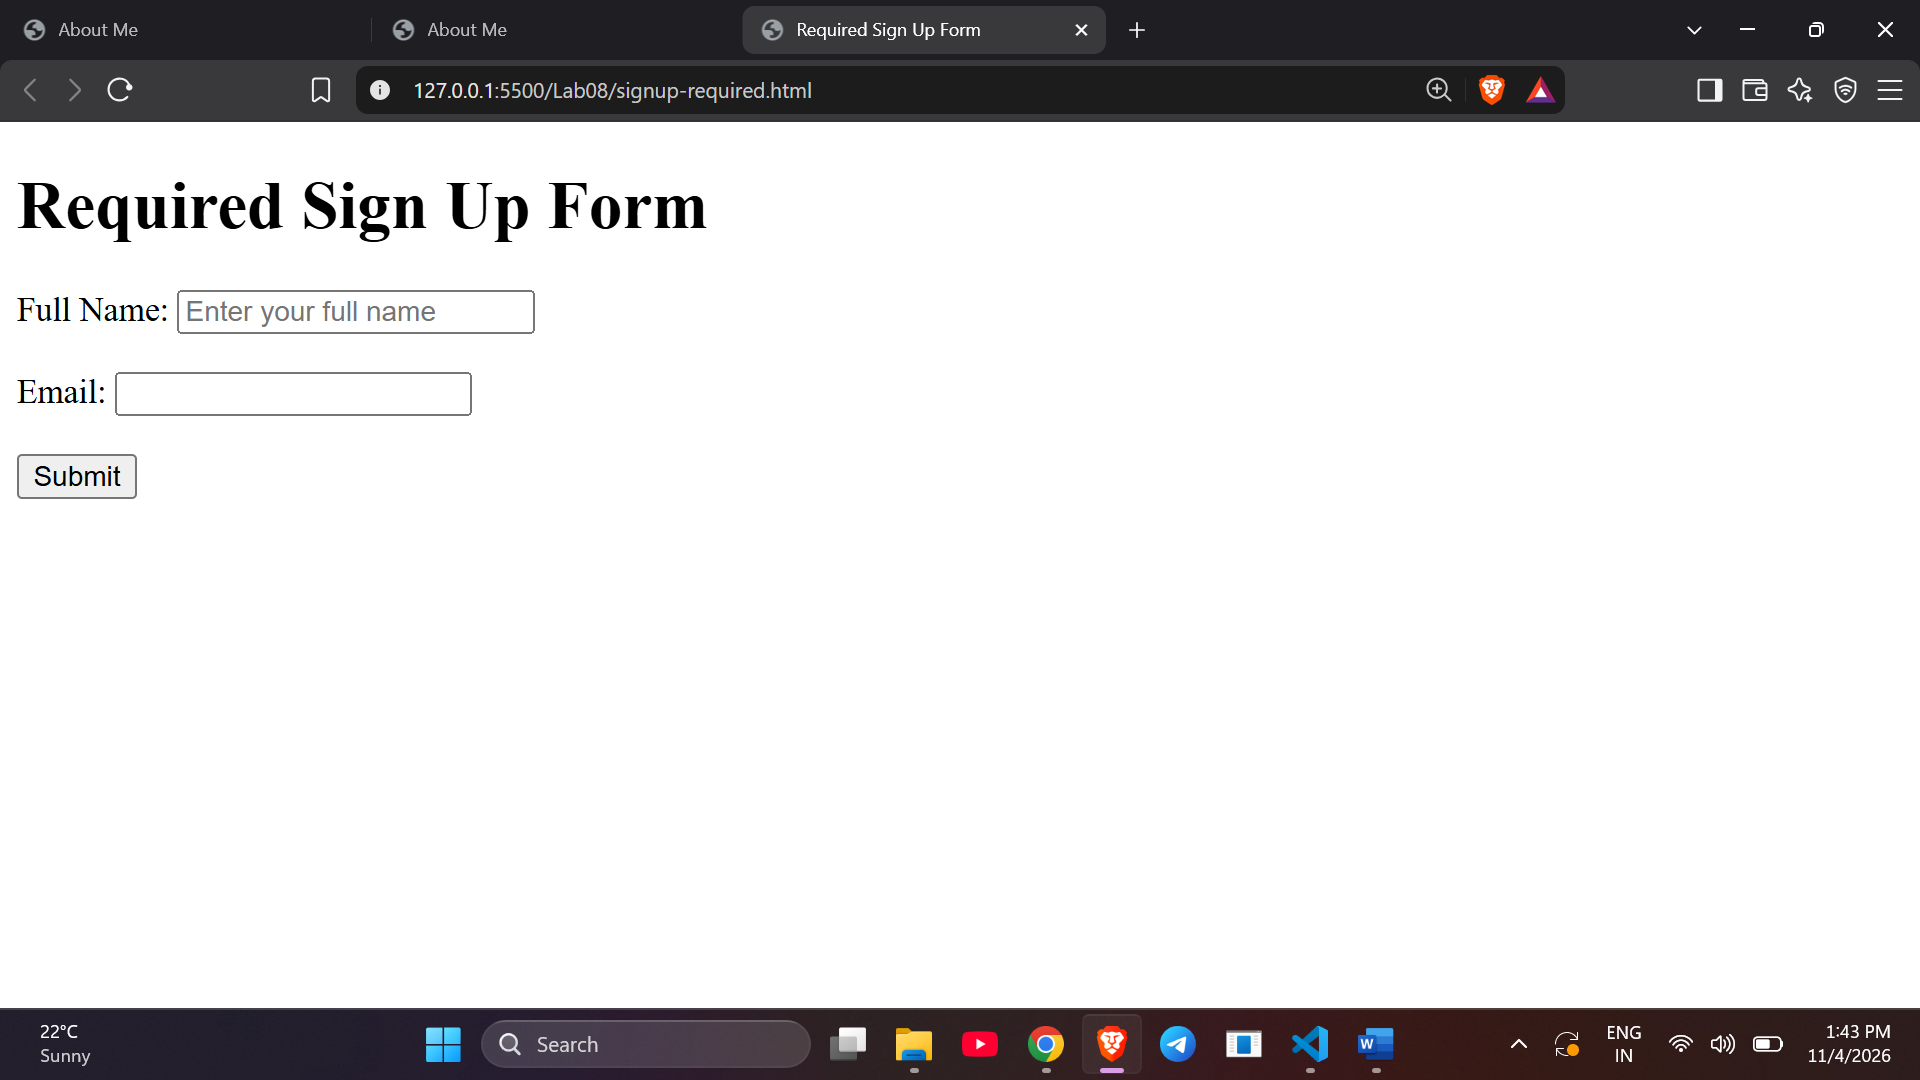 About Me
About Me
Required Sign Up Form
127.0.0.1:5500/Lab08/signup-required.html
Required Sign Up Form
Full Name: Enter your full name
Email:
Submit
22°C
Sunny
Search
W
ENG
IN
1:43 PM
11/4/2026